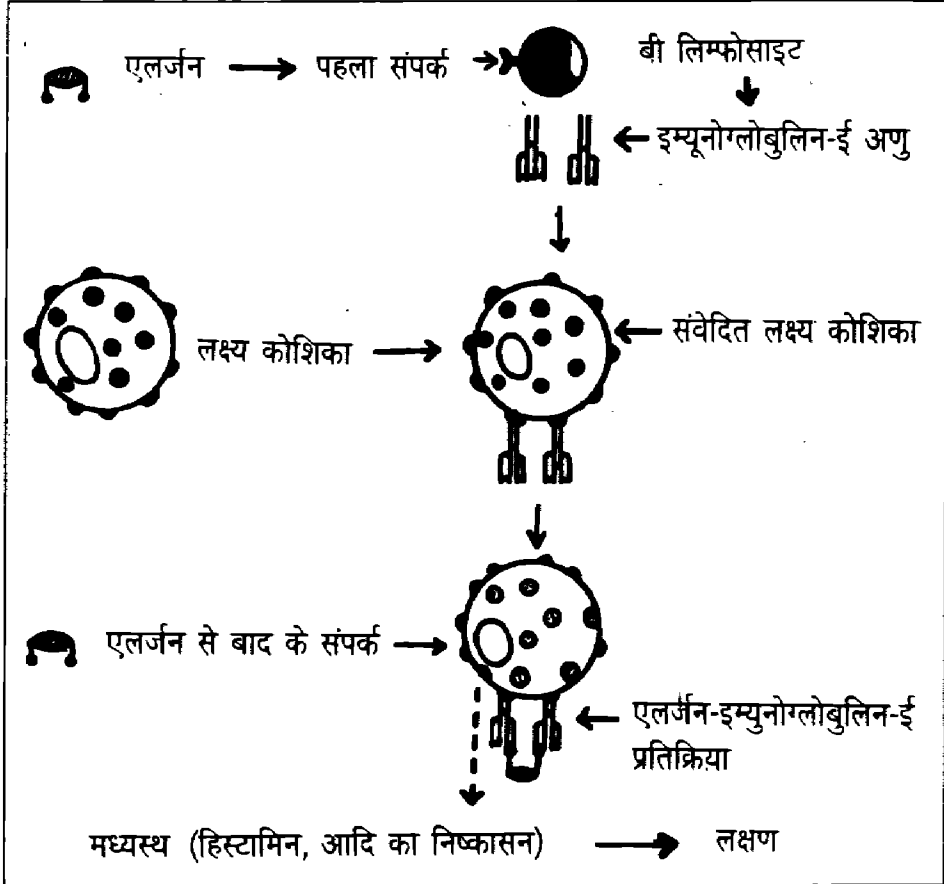 एलर्जन → पहला संपर्क → बी लिम्फोसाइट
इम्यूनोग्लोबुलिन-ई अणु
लक्ष्य कोशिका
संवेदित लक्ष्य कोशिका
एलर्जन से बाद के संपर्क
एलर्जन-इम्युनोग्लोबुलिन-ई
प्रतिक्रिया
मध्यस्थ (हिस्टामिन, आदि का निष्कासन) → लक्षण